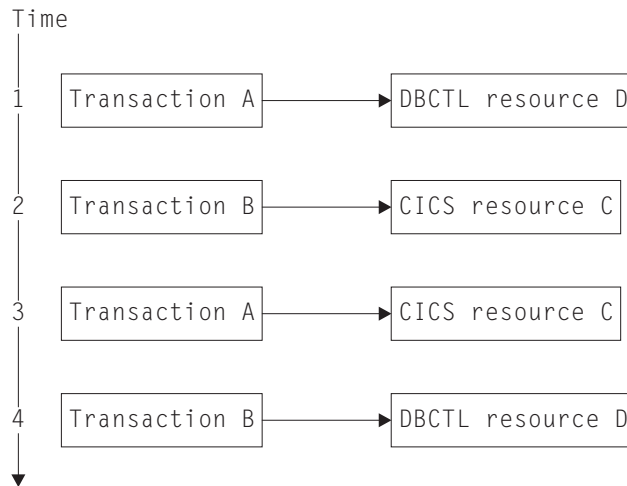 Time
1 Transaction A DBCTL resource D
2 Transaction B CICS resource C
3 Transaction A CICS resource C
4 Transaction B DBCTL resource D